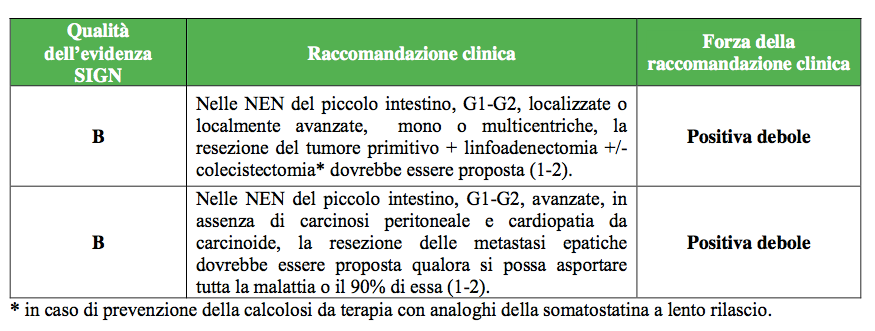 Qualità
dell'evidenza
SIGN
Raccomandazione clinica
Forza della
raccomandazione clinica
B
Nelle NEN del piccolo intestino, G1-G2, localizzate o
localmente avanzate, mono o multicentriche, la
resezione del tumore primitivo + linfoadenectomia +/-
colecistectomia* dovrebbe essere proposta (1-2).
Positiva debole
B
Nelle NEN del piccolo intestino, G1-G2, avanzate, in
assenza di carcinosi peritoneale e cardiopatia da
carcinoide, la resezione delle metastasi epatiche
dovrebbe essere proposta qualora si possa asportare
tutta la malattia o il 90% di essa (1-2).
Positiva debole
* in caso di prevenzione della calcolosi da terapia con analoghi della somatostatina a lento rilascio.